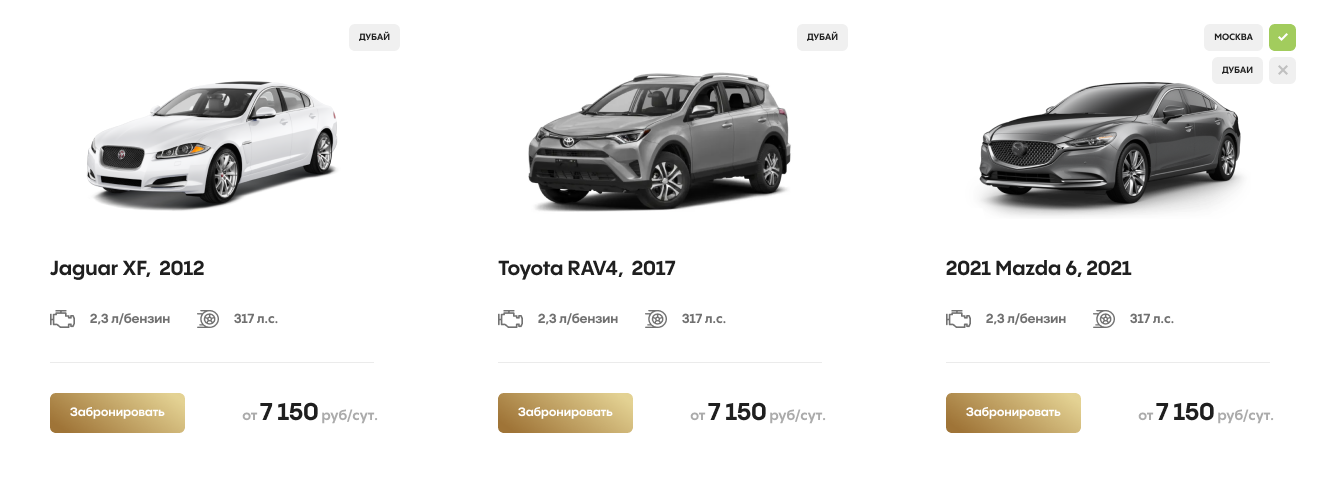 ДУБАЙ
Jaguar XF, 2012
2,3 л/бензин 317 л.с.
Забронировать от 7 150 руб/сут.
ДУБАЙ
Toyota RAV4, 2017
2,3 л/бензин 317 л.с.
Забронировать от 7 150 руб/сут.
МОСКВА
ДУБАИ
2021 Mazda 6, 2021
2,3 л/бензин 317 л.с.
Забронировать от 7 150 руб/сут.